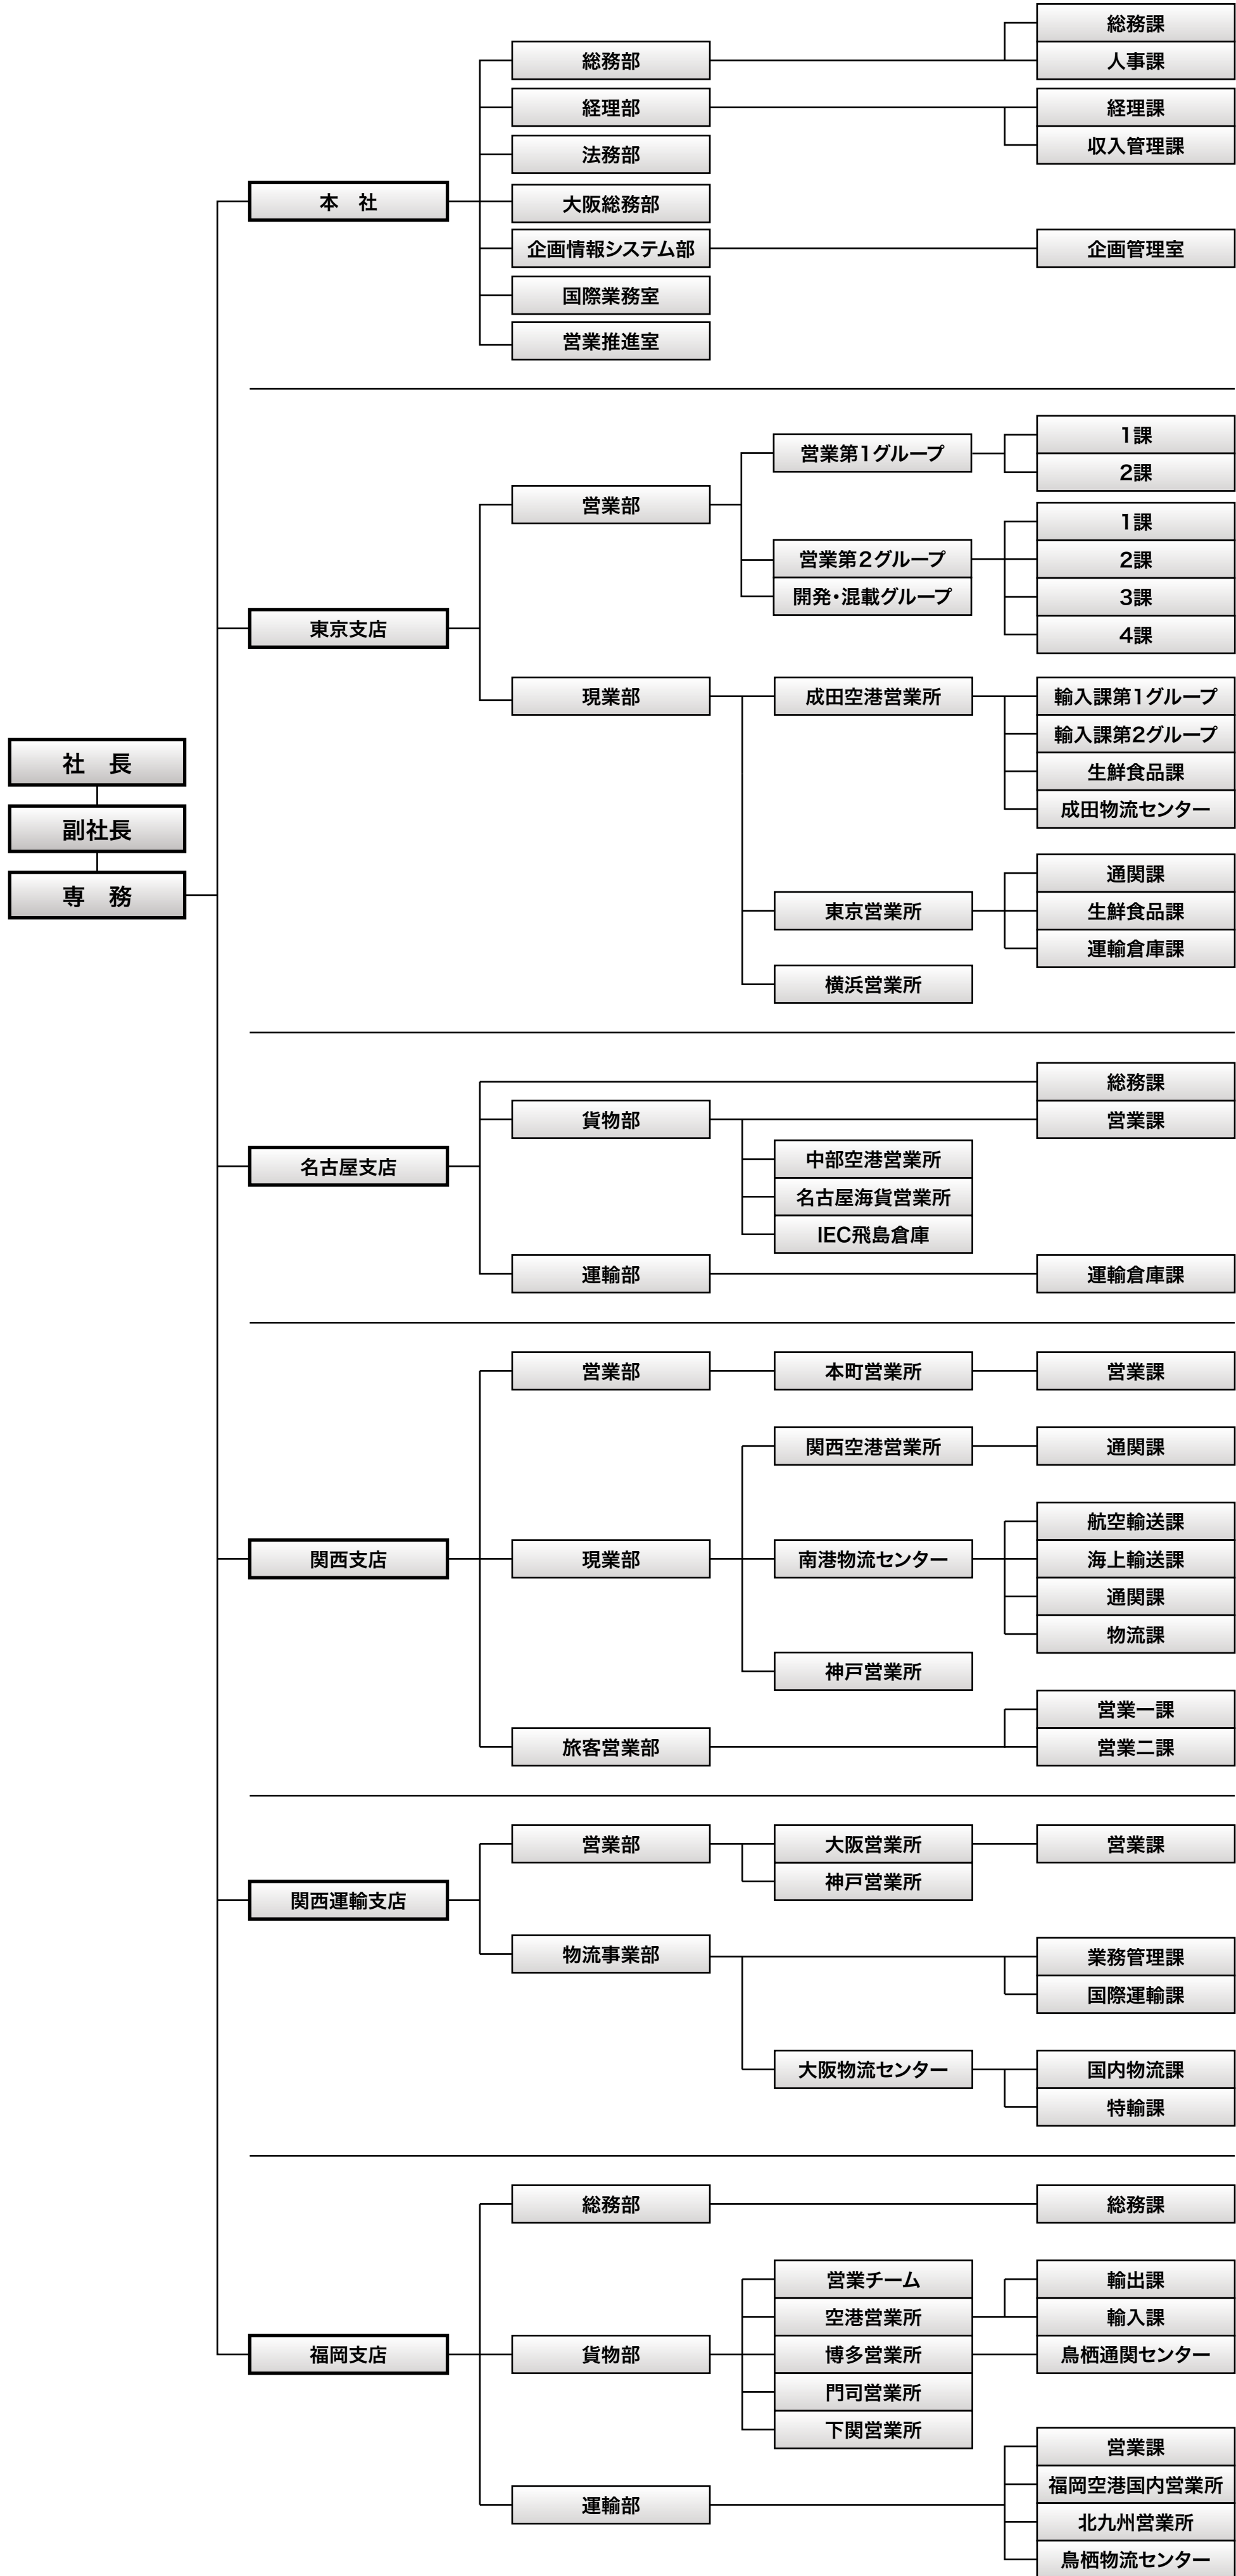 社　長
副社長
専　務
本　社
総務部
総務課
人事課
経理部
経理課
収入管理課
法務部
大阪総務部
企画情報システム部
企画管理室
国際業務室
営業推進室
東京支店
営業部
営業第1グループ
1課
2課
営業第2グループ
開発・混載グループ
1課
2課
3課
4課
現業部
成田空港営業所
輸入課第1グループ
輸入課第2グループ
生鮮食品課
成田物流センター
東京営業所
通関課
生鮮食品課
運輸倉庫課
横浜営業所
名古屋支店
総務課
貨物部
営業課
中部空港営業所
名古屋海貨営業所
IEC飛島倉庫
運輸部
運輸倉庫課
関西支店
営業部
本町営業所
営業課
現業部
関西空港営業所
通関課
南港物流センター
航空輸送課
海上輸送課
通関課
物流課
神戸営業所
旅客営業部
営業一課
営業二課
関西運輸支店
営業部
大阪営業所
営業課
神戸営業所
物流事業部
業務管理課
国際運輸課
大阪物流センター
国内物流課
特輸課
福岡支店
総務部
総務課
貨物部
営業チーム
空港営業所
輸出課
輸入課
博多営業所
鳥栖通関センター
門司営業所
下関営業所
運輸部
営業課
福岡空港国内営業所
北九州営業所
鳥栖物流センター